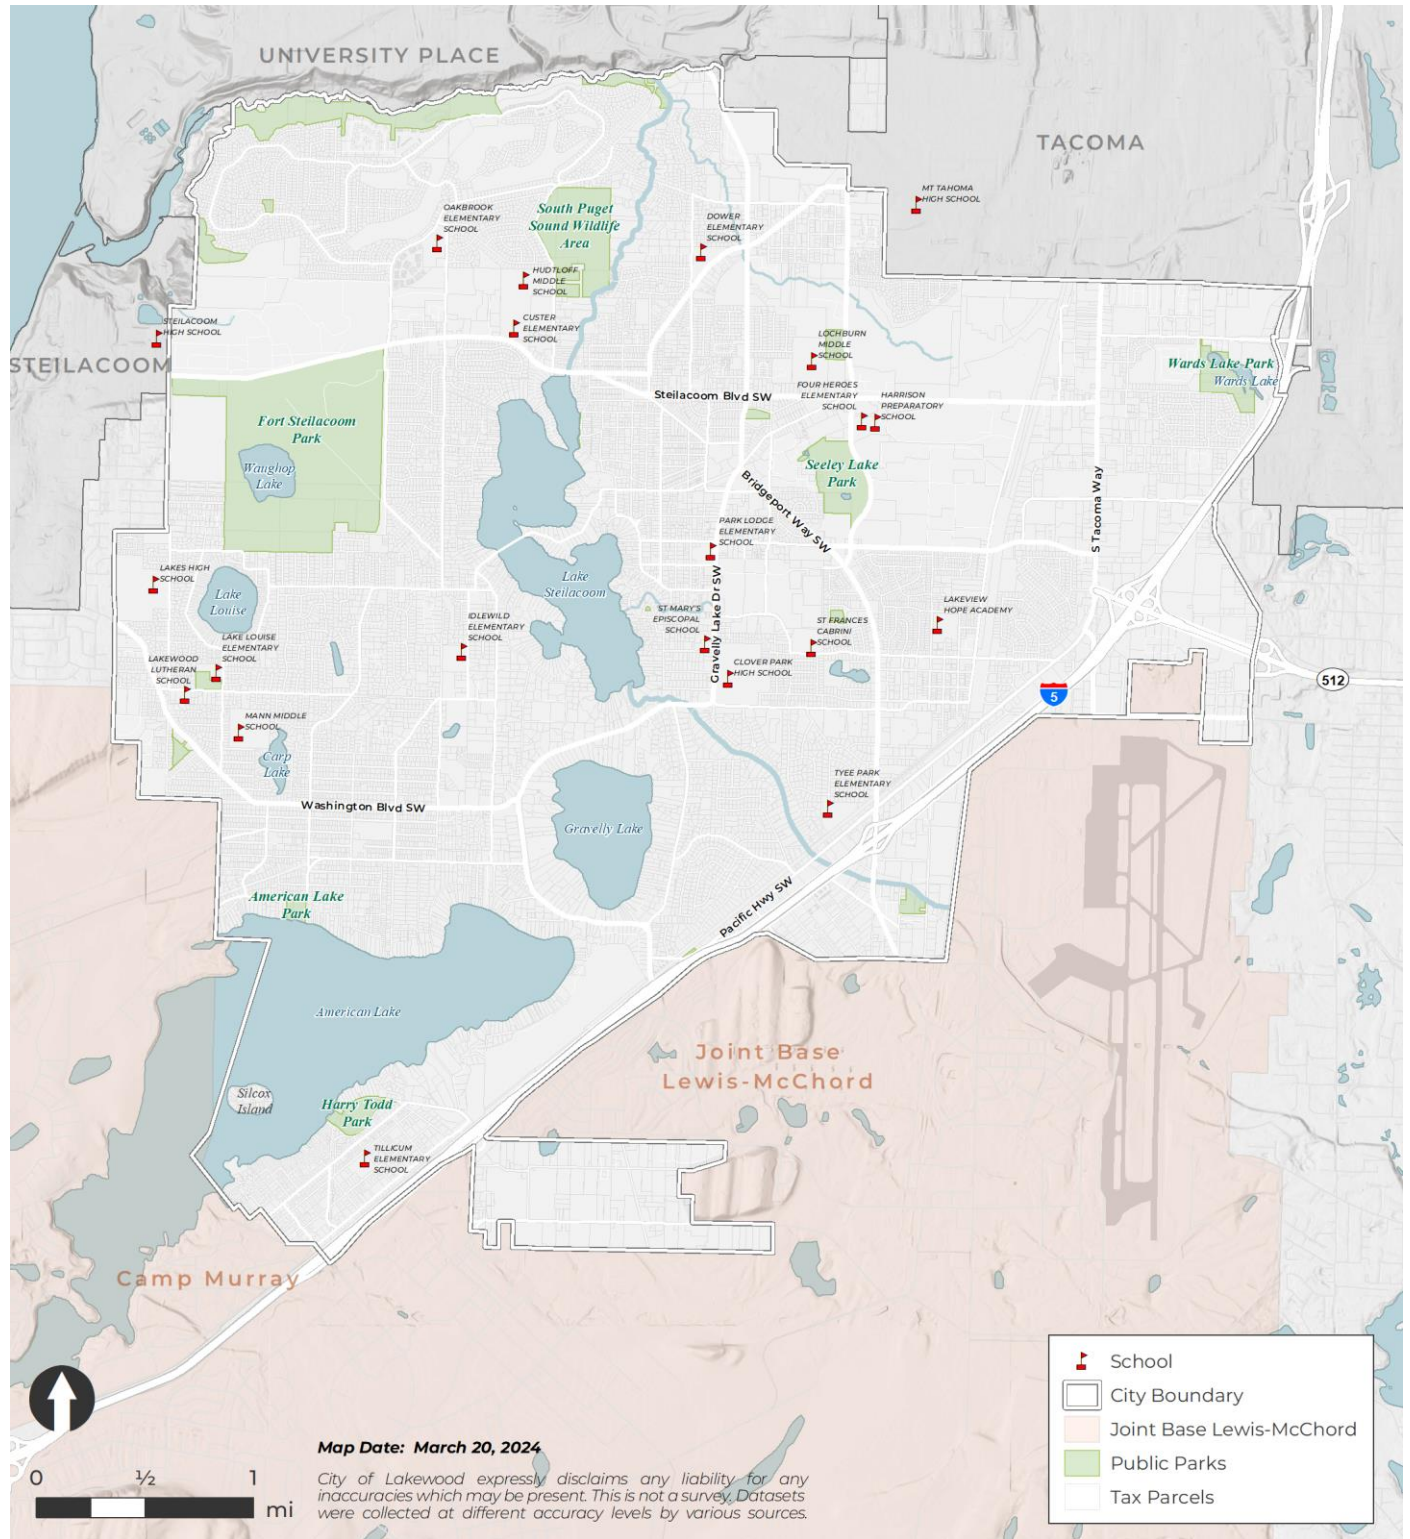 UNIVERSITY PLACE
TACOMA
MT TAHOMA
HIGH SCHOOL
OAKBROOK
ELEMENTARY
SCHOOL
South Puget
Sound Wildlife
Area
DOWER
ELEMENTARY
SCHOOL
HUDTLOFF
MIDDLE
SCHOOL
CUSTER
ELEMENTARY
SCHOOL
STEILACOOM
HIGH SCHOOL
STEILACOOM
LOCHBURN
MIDDLE
SCHOOL
Wards Lake Park
Wards Lake
FOUR HEROES
ELEMENTARY
SCHOOL
HARRISON
PREPARATORY
SCHOOL
Steilacoom Blvd SW
Fort Steilacoom
Park
Waughop
Lake
Seeley Lake
Park
Bridgeport Way SW
S Tacoma Way
PARK LODGE
ELEMENTARY
SCHOOL
LAKES HIGH
SCHOOL
Lake
Louise
Lake
Steilacoom
Gravelly Lake Dr SW
ST MARY'S
EPISCOPAL
SCHOOL
LAKEVIEW
HOPE ACADEMY
IDLEWILD
ELEMENTARY
SCHOOL
ST FRANCES
CABRINI
SCHOOL
LAKE LOUISE
ELEMENTARY
SCHOOL
LAKEWOOD
LUTHERAN
SCHOOL
CLOVER PARK
HIGH SCHOOL
512
5
MANN MIDDLE
SCHOOL
Carp
Lake
TYEE PARK
ELEMENTARY
SCHOOL
Washington Blvd SW
Gravelly Lake
American Lake
Park
Pacific Hwy SW
American Lake
Joint Base
Lewis-McChord
Silcox
Island
Harry Todd
Park
TILLICUM
ELEMENTARY
SCHOOL
Camp Murray
School
City Boundary
Joint Base Lewis-McChord
Public Parks
Tax Parcels
Map Date: March 20, 2024
City of Lakewood expressly disclaims any liability for any
inaccuracies which may be present. This is not a survey. Datasets
were collected at different accuracy levels by various sources.
0 ½ 1
mi